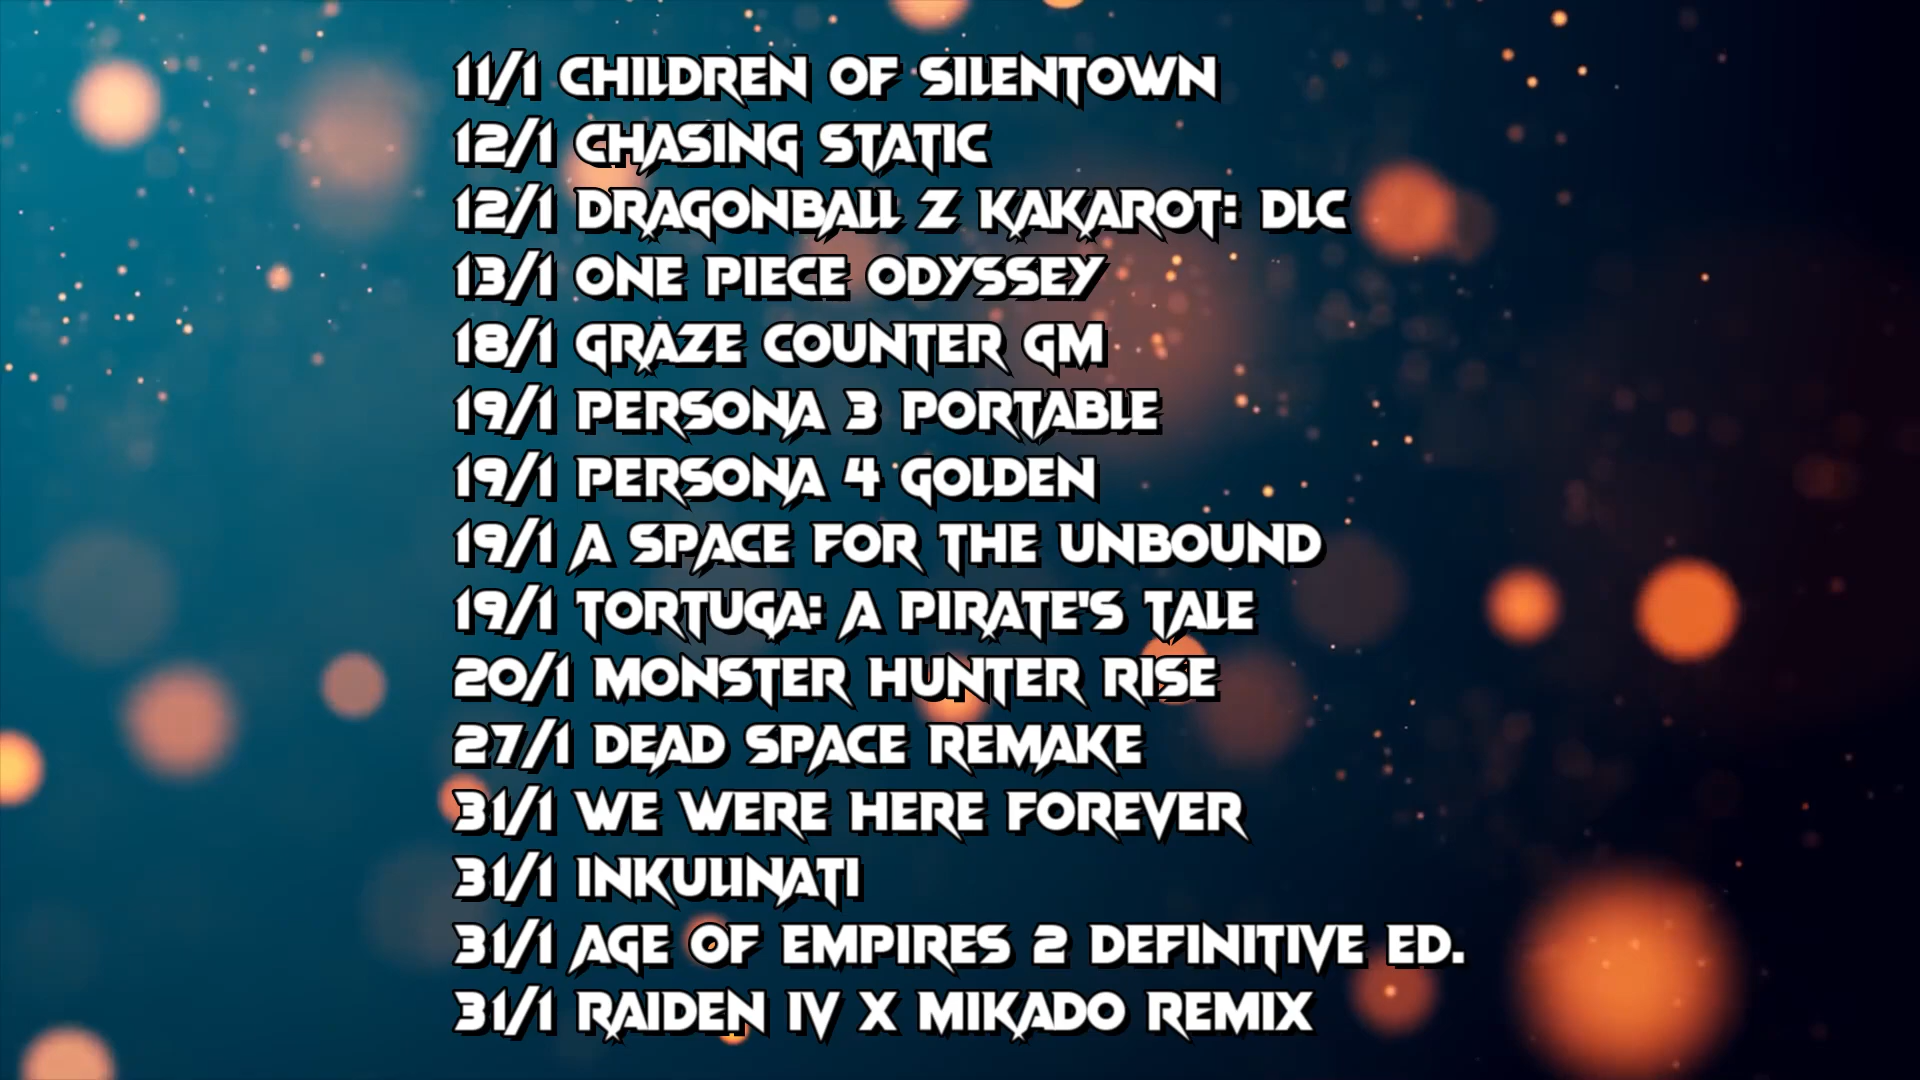 11/1 CHILDREN OF SILENTOWN
12/1 CHASING STATIC
12/1 DRAGONBALL Z KAKAROT: DLC
13/1 ONE PIECE ODYSSEY
18/1 GRAZE COUNTER GM
19/1 PERSONA 3 PORTABLE
19/1 PERSONA 4 GOLDEN
19/1 A SPACE FOR THE UNBOUND
19/1 TORTUGA: A PIRATE'S TALE
20/1 MONSTER HUNTER RISE
27/1 DEAD SPACE REMAKE
31/1 WE WERE HERE FOREVER
31/1 INKULINATI
31/1 AGE OF EMPIRES 2 DEFINITIVE ED.
31/1 RAIDEN IV X MIKADO REMIX